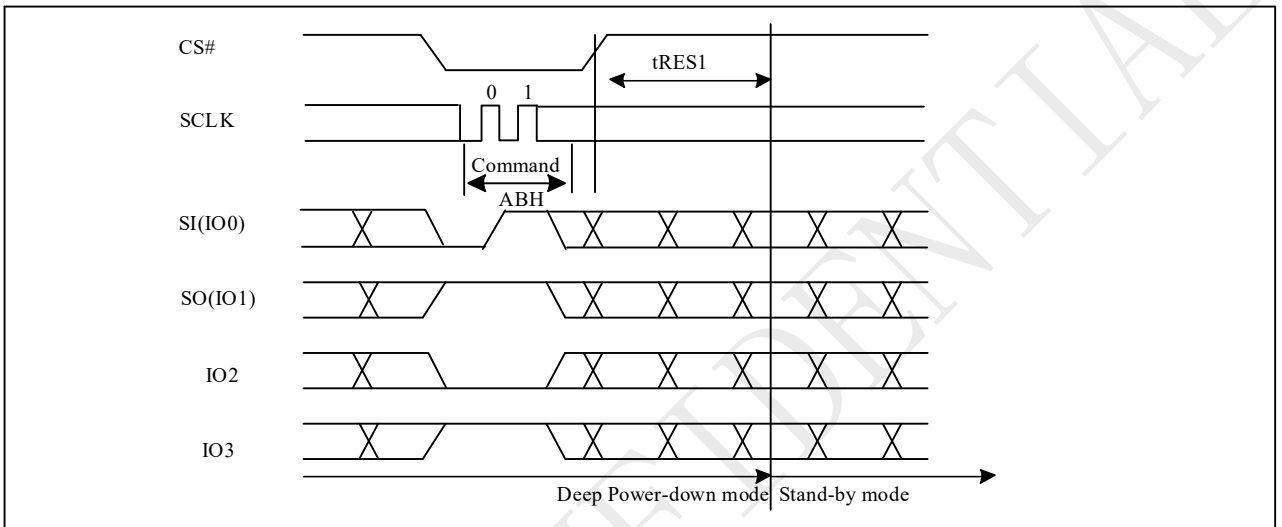 CS#
tRES1
0 1
SCLK
Command
ABH
SI(IO0)
SO(IO1)
IO2
IO3
Deep Power-down mode Stand-by mode